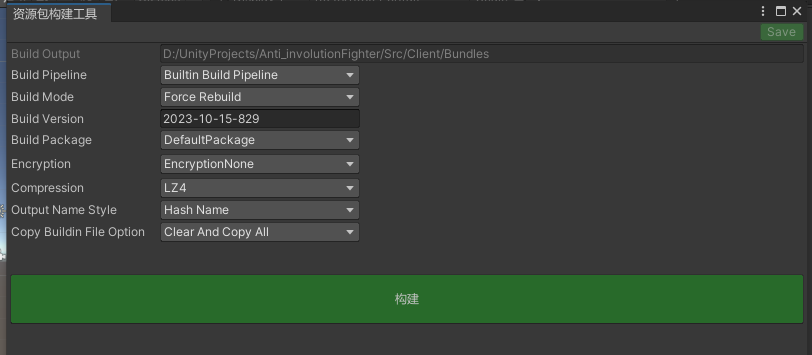 资源包构建工具
Save
Build Output D:/UnityProjects/Anti_involutionFighter/Src/Client/Bundles
Build Pipeline Builtin Build Pipeline
Build Mode Force Rebuild
Build Version 2023-10-15-829
Build Package DefaultPackage
Encryption EncryptionNone
Compression LZ4
Output Name Style Hash Name
Copy Buildin File Option Clear And Copy All
构建